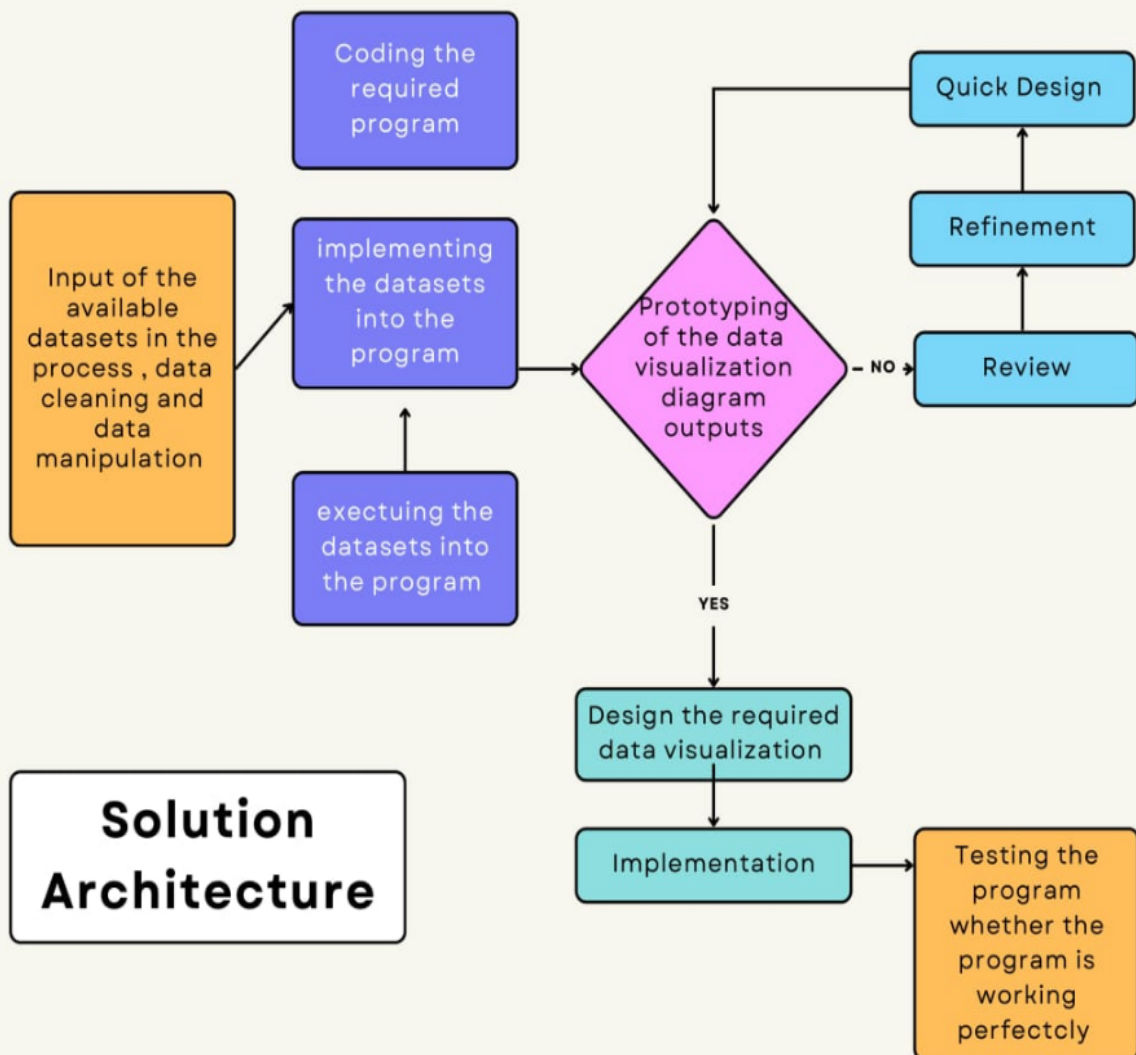 Coding the
required
program
Quick Design
Refinement
Review
Input of the
available
datasets in the
process , data
cleaning and
data
manipulation
implementing
the datasets
into the
program
exectuing the
datasets into
the program
Prototyping
of the data
visualization
diagram
outputs
NO
YES
Design the required
data visualization
Implementation
Testing the
program
whether the
program is
working
perfectcly
Solution
Architecture